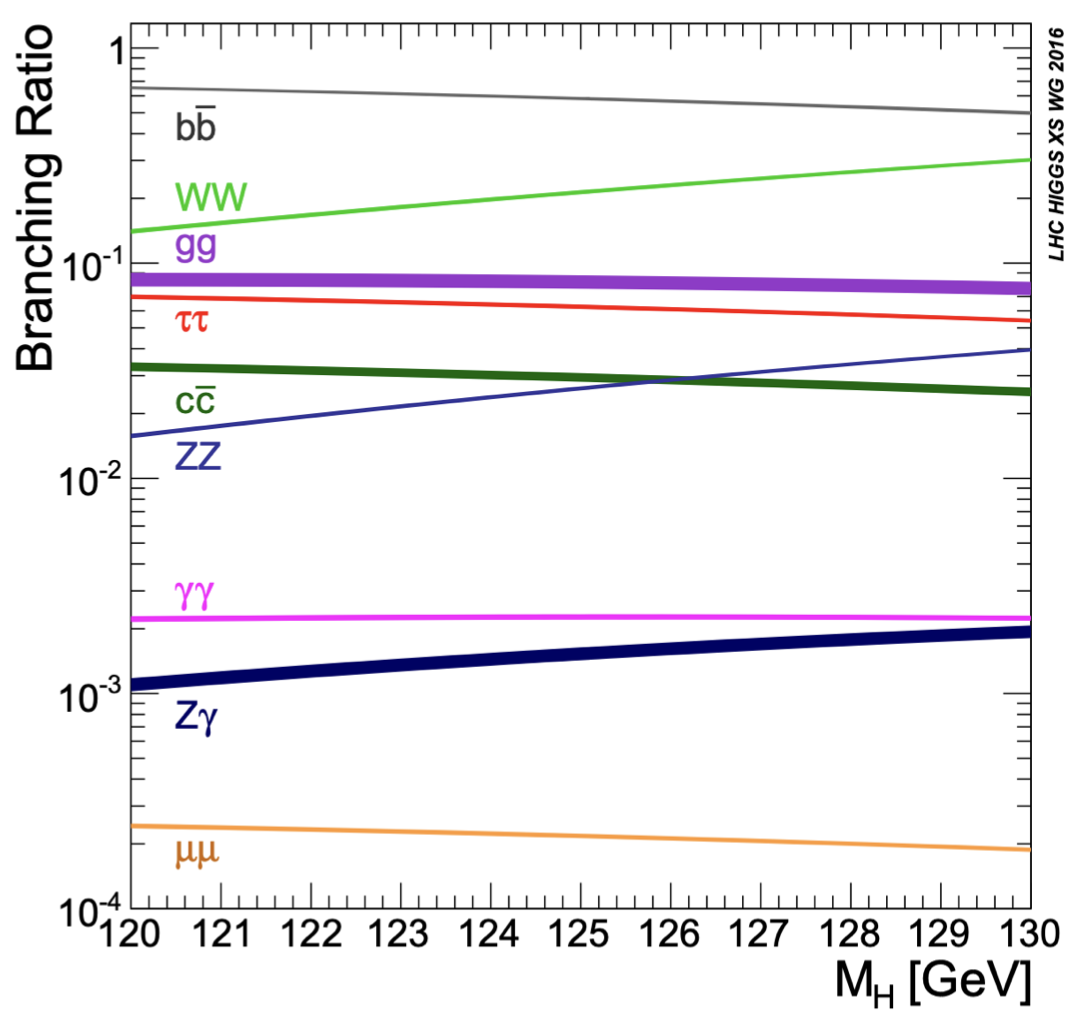 Branching Ratio
1
10⁻¹
10⁻²
10⁻³
10⁻⁴
bb̅
WW
gg
ττ
cc̅
ZZ
γγ
Zγ
μμ
120 121 122 123 124 125 126 127 128 129 130
M_H [GeV]
LHC HIGGS XS WG 2016